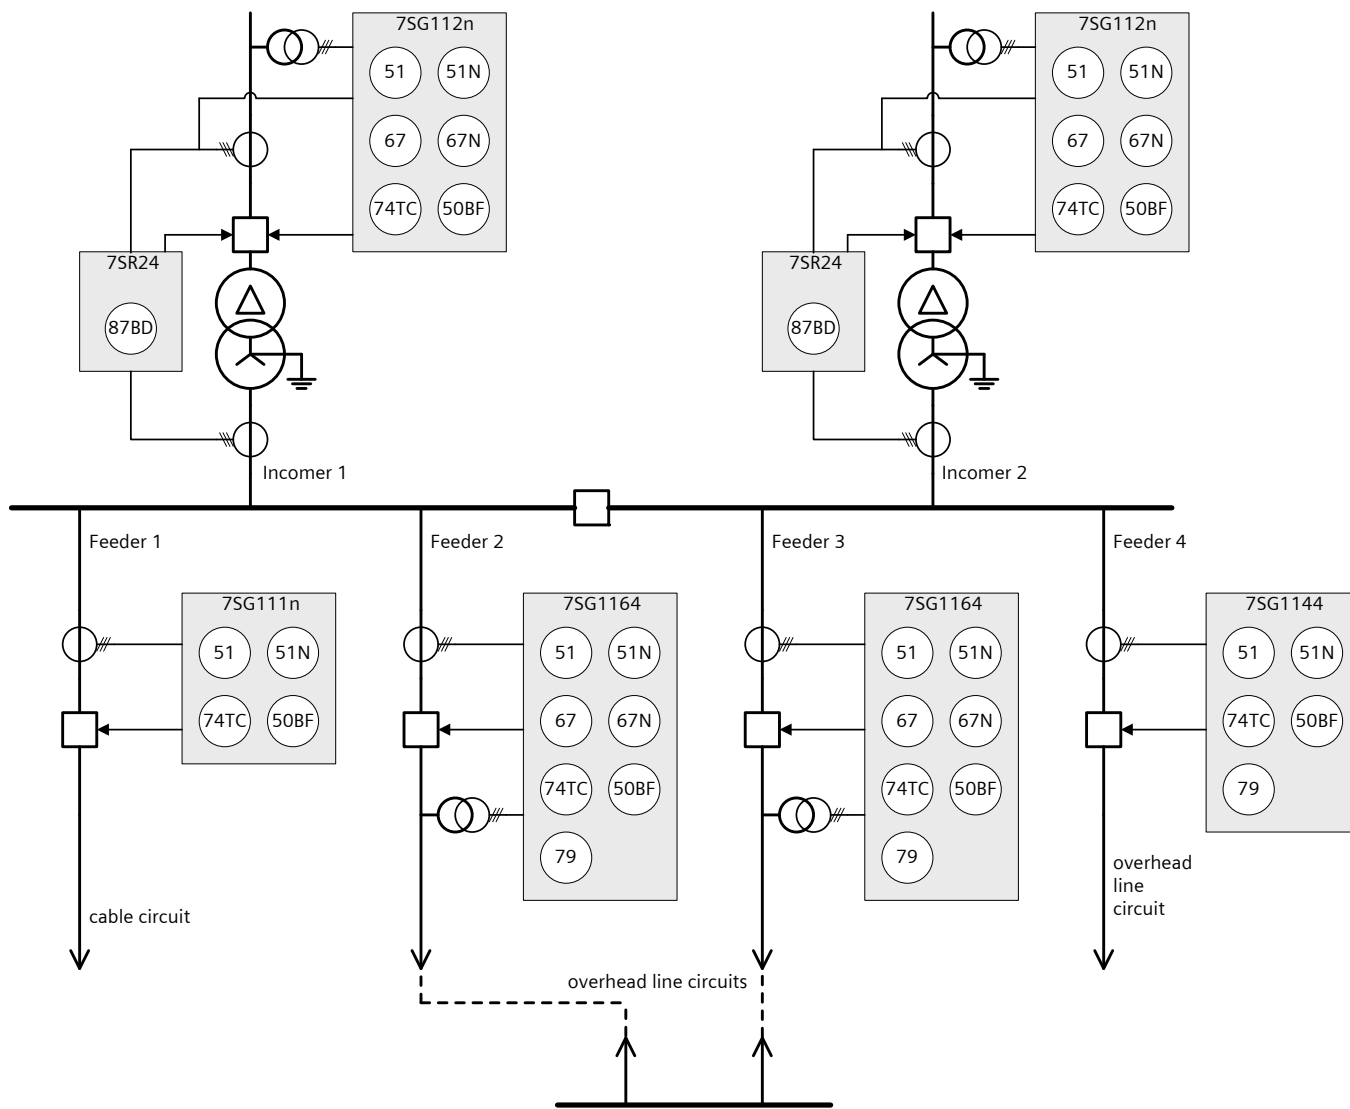 7SG112n
51 51N
67 67N
74TC 50BF
7SR24
87BD
Incomer 1
7SG112n
51 51N
67 67N
74TC 50BF
7SR24
87BD
Incomer 2
Feeder 1
7SG111n
51 51N
74TC 50BF
cable circuit
Feeder 2
7SG1164
51 51N
67 67N
74TC 50BF
79
Feeder 3
7SG1164
51 51N
67 67N
74TC 50BF
79
overhead line circuits
Feeder 4
7SG1144
51 51N
74TC 50BF
79
overhead
line
circuit